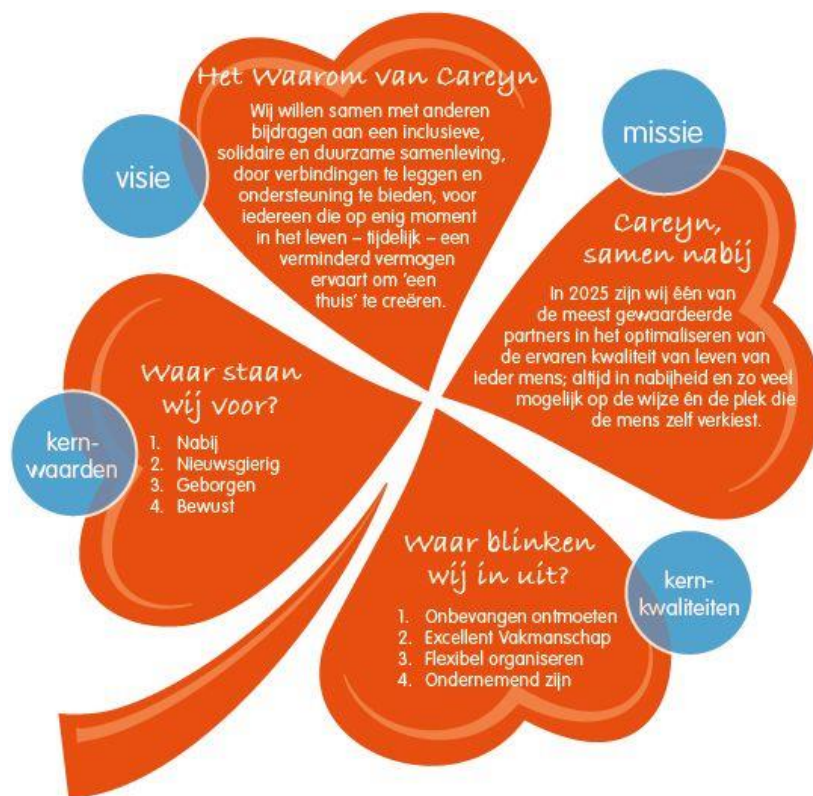 Het Waarom van Careyn
Wij willen samen met anderen
bijdragen aan een inclusieve,
solidaire en duurzame samenleving,
door verbindingen te leggen en
ondersteuning te bieden, voor
iedereen die op enig moment
in het leven – tijdelijk – een
verminderd vermogen
ervaart om ‘een
thuis’ te creëren.
visie
missie
Careyn,
samen nabij
In 2025 zijn wij één van
de meest gewaardeerde
partners in het optimaliseren van
de ervaren kwaliteit van leven van
ieder mens; altijd in nabijheid en zo veel
mogelijk op de wijze én de plek die
de mens zelf verkiest.
Waar staan
wij voor?
1. Nabij
2. Nieuwsgierig
3. Geborgen
4. Bewust
kern-
waarden
Waar blinken
wij in uit?
1. Onbevangen ontmoeten
2. Excellent Vakmanschap
3. Flexibel organiseren
4. Ondernemend zijn
kern-
kwaliteiten